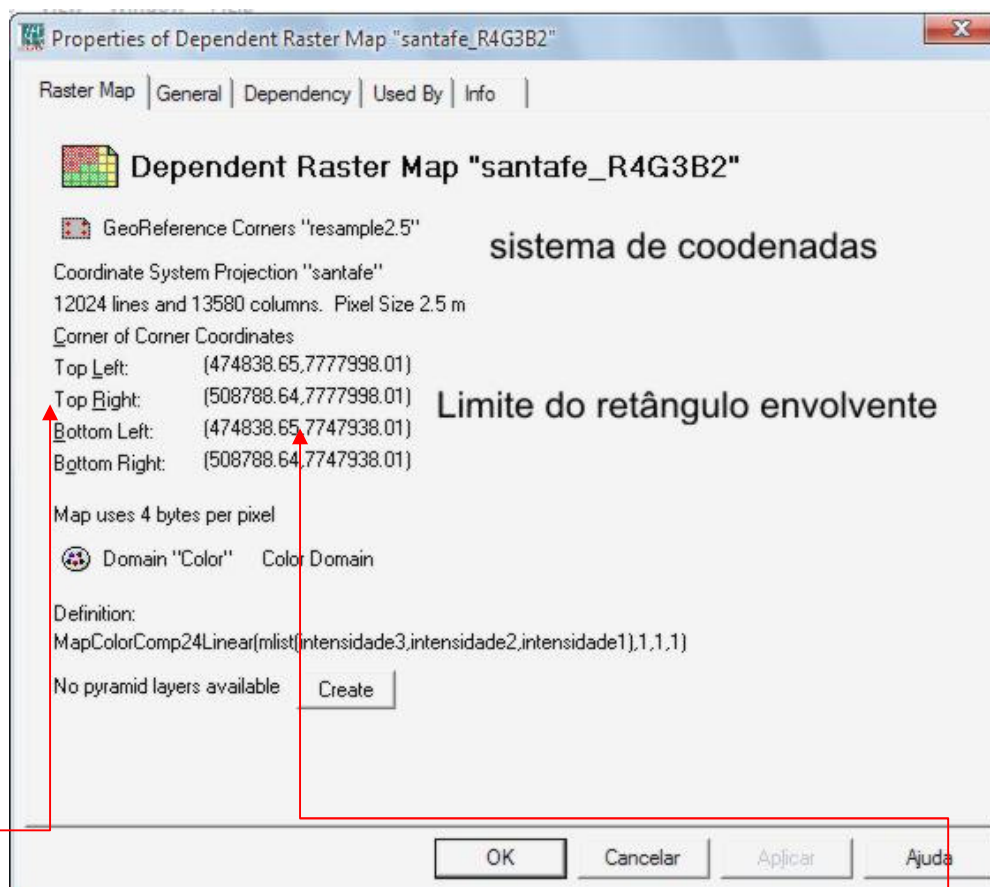 Properties of Dependent Raster Map "santafe_R4G3B2"
Raster Map General Dependency Used By Info
Dependent Raster Map "santafe_R4G3B2"
GeoReference Corners "resample2.5"
sistema de coodenadas
Coordinate System Projection "santafe"
12024 lines and 13580 columns. Pixel Size 2.5 m
Corner of Corner Coordinates
Top Left: (474838.65,7777998.01)
Top Right: (508788.64,7777998.01)
Limite do retângulo envolvente
Bottom Left: (474838.65,7747938.01)
Bottom Right: (508788.64,7747938.01)
Map uses 4 bytes per pixel
Domain "Color" Color Domain
Definition:
MapColorComp24Linear(mlist(intensidade3,intensidade2,intensidade1),1,1,1)
No pyramid layers available Create
OK Cancelar Aplicar Ajuda